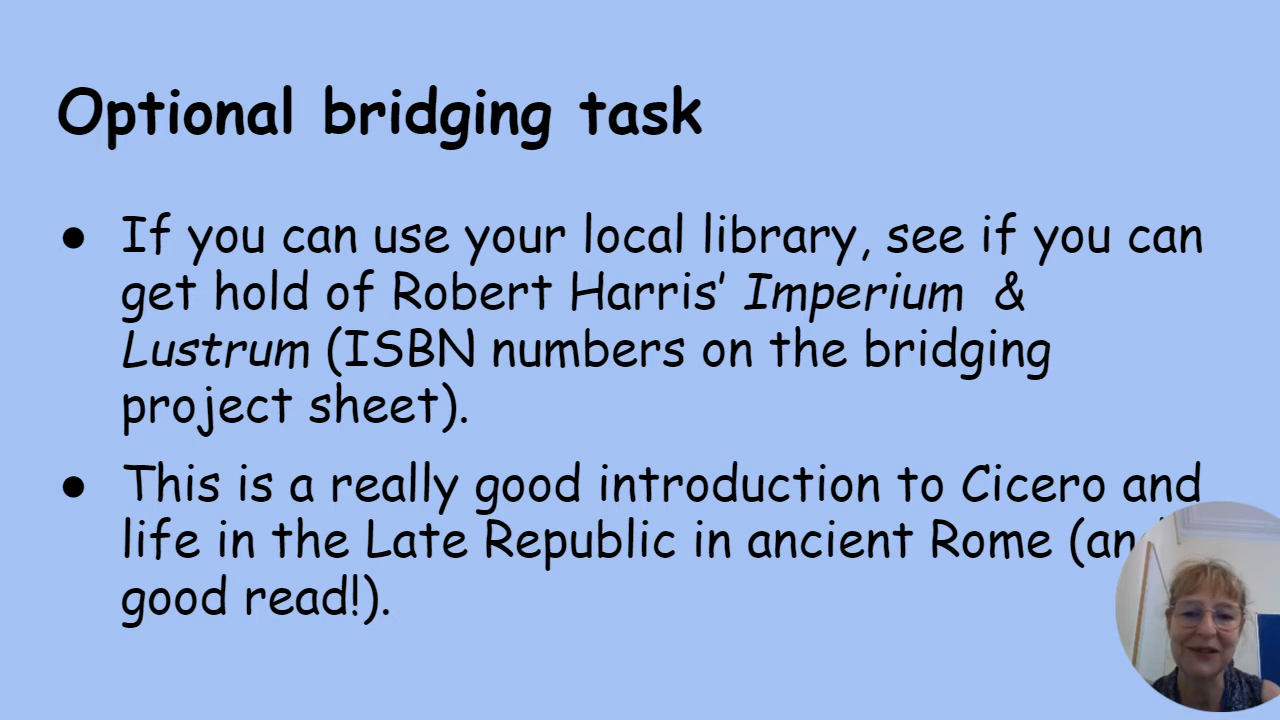 Optional bridging task
● If you can use your local library, see if you can
get hold of Robert Harris’ Imperium &
Lustrum (ISBN numbers on the bridging
project sheet).
● This is a really good introduction to Cicero and
life in the Late Republic in ancient Rome
good read!).